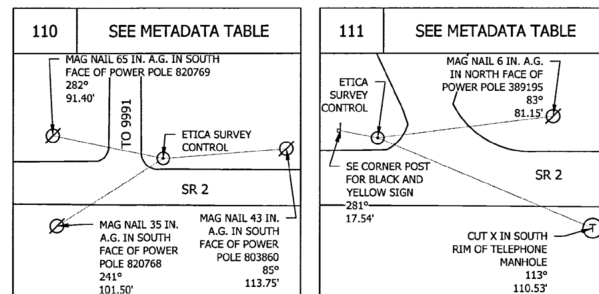 110
SEE METADATA TABLE
MAG NAIL 65 IN. A.G. IN SOUTH
FACE OF POWER POLE 820769
282°
91.40'
TO 9991
ETICA SURVEY
CONTROL
SR 2
MAG NAIL 35 IN.
A.G. IN SOUTH
FACE OF POWER
POLE 820768
241°
101.50'
MAG NAIL 43 IN.
A.G. IN SOUTH
FACE OF POWER
POLE 803860
85°
113.75'
111
SEE METADATA TABLE
MAG NAIL 6 IN. A.G.
IN NORTH FACE OF
POWER POLE 389195
83°
81.15'
ETICA
SURVEY
CONTROL
SE CORNER POST
FOR BLACK AND
YELLOW SIGN
281°
17.54'
SR 2
CUT X IN SOUTH
RIM OF TELEPHONE
MANHOLE
113°
110.53'
T